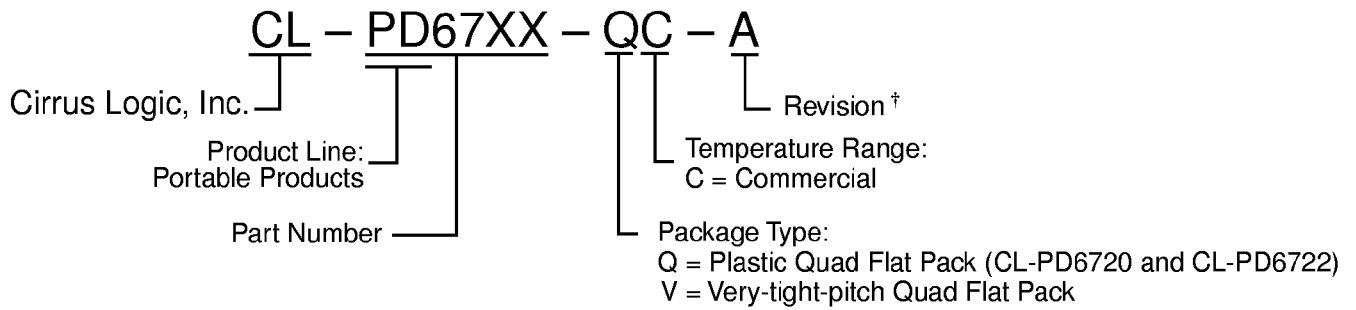 CL – PD67XX – QC – A
Cirrus Logic, Inc.
Revision †
Product Line:
Portable Products
Temperature Range:
C = Commercial
Part Number
Package Type:
Q = Plastic Quad Flat Pack (CL-PD6720 and CL-PD6722)
V = Very-tight-pitch Quad Flat Pack